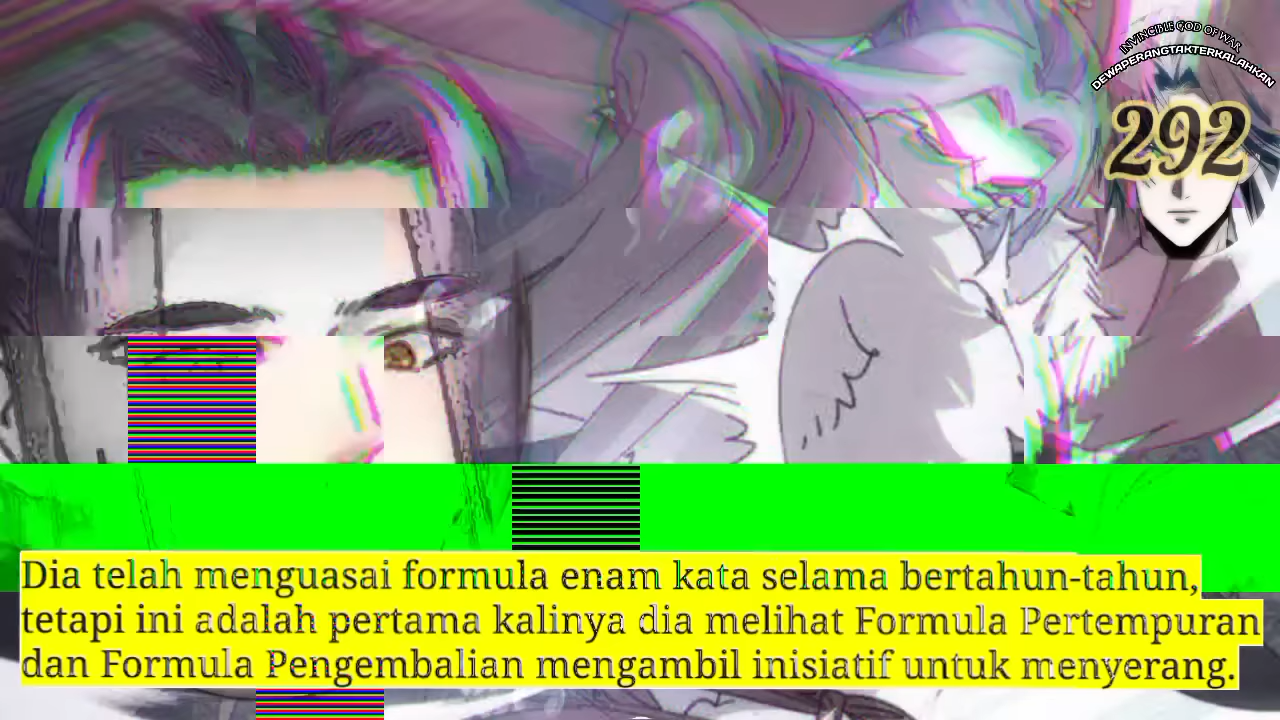 INVINCIBLE GOD OF WAR
DEWAPERANGTAKTERKALAHKAN
292
Dia telah menguasai formula enam kata selama bertahun-tahun,
tetapi ini adalah pertama kalinya dia melihat Formula Pertempuran
dan Formula Pengembalian mengambil inisiatif untuk menyerang.